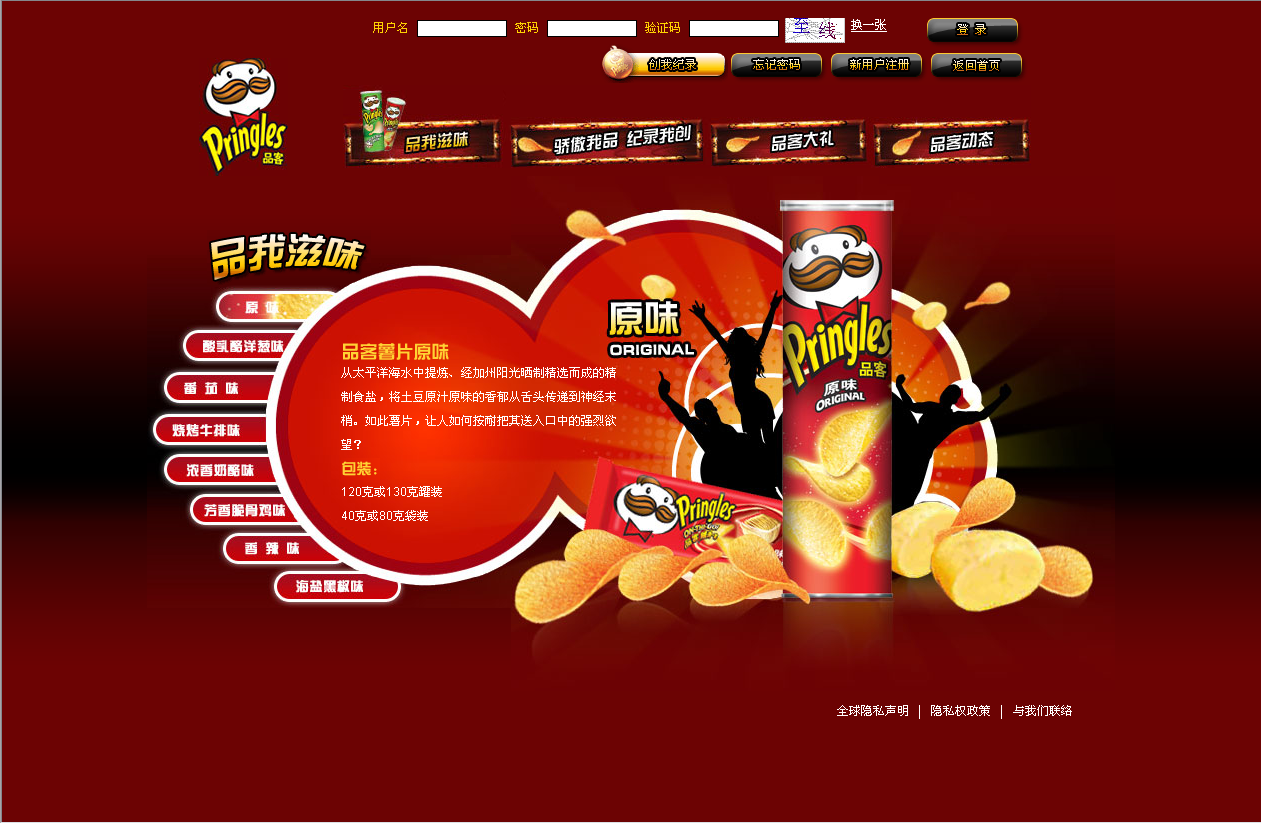 用户名 密码 验证码 至 线 换一张 登 录
创我纪录 忘记密码 新用户注册 返回首页
Pringles
品客
品我滋味 骄傲我品 纪录我创 品客大礼 品客动态
品我滋味
原 味
酸乳酪洋葱味
番 茄 味
烧烤牛排味
浓香奶酪味
芳香脆骨鸡味
香 辣 味
海盐黑椒味
品客薯片原味
从太平洋海水中提炼、经加州阳光晒制精选而成的精
制食盐，将土豆原汁原味的香郁从舌头传递到神经末
梢。如此薯片，让人如何按耐把其送入口中的强烈欲
望？
包装：
120克或130克罐装
40克或80克袋装
原味
ORIGINAL
Pringles
品客
原味
ORIGINAL
Pringles
ON-THE-GO!
全球隐私声明 | 隐私权政策 | 与我们联络